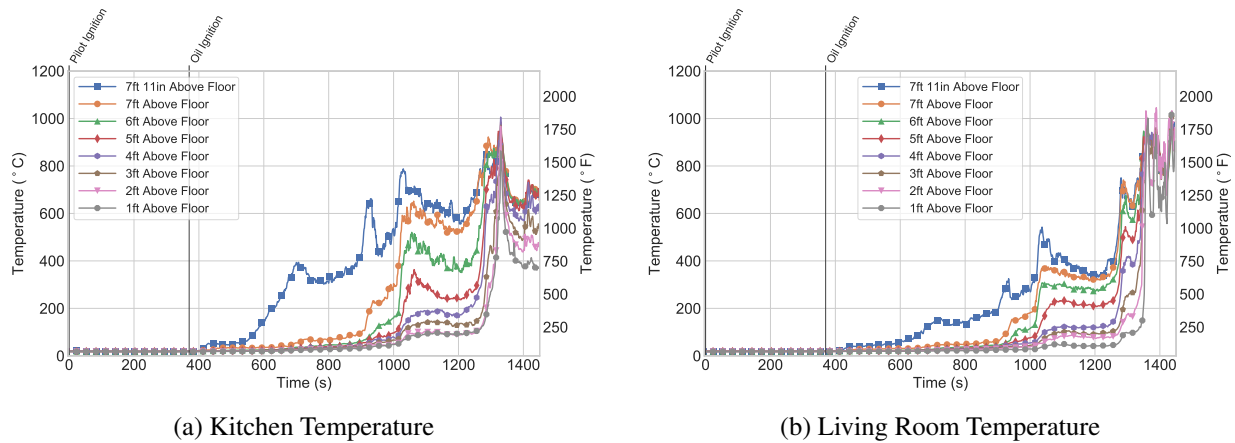 Pilot Ignition
Oil Ignition
1200
1000
800
600
400
200
0
Temperature (° C)
7ft 11in Above Floor
7ft Above Floor
6ft Above Floor
5ft Above Floor
4ft Above Floor
3ft Above Floor
2ft Above Floor
1ft Above Floor
2000
1750
1500
1250
1000
750
500
250
Temperature (° F)
0 200 400 600 800 1000 1200 1400
Time (s)
(a) Kitchen Temperature
Pilot Ignition
Oil Ignition
1200
1000
800
600
400
200
0
Temperature (° C)
7ft 11in Above Floor
7ft Above Floor
6ft Above Floor
5ft Above Floor
4ft Above Floor
3ft Above Floor
2ft Above Floor
1ft Above Floor
2000
1750
1500
1250
1000
750
500
250
Temperature (° F)
0 200 400 600 800 1000 1200 1400
Time (s)
(b) Living Room Temperature